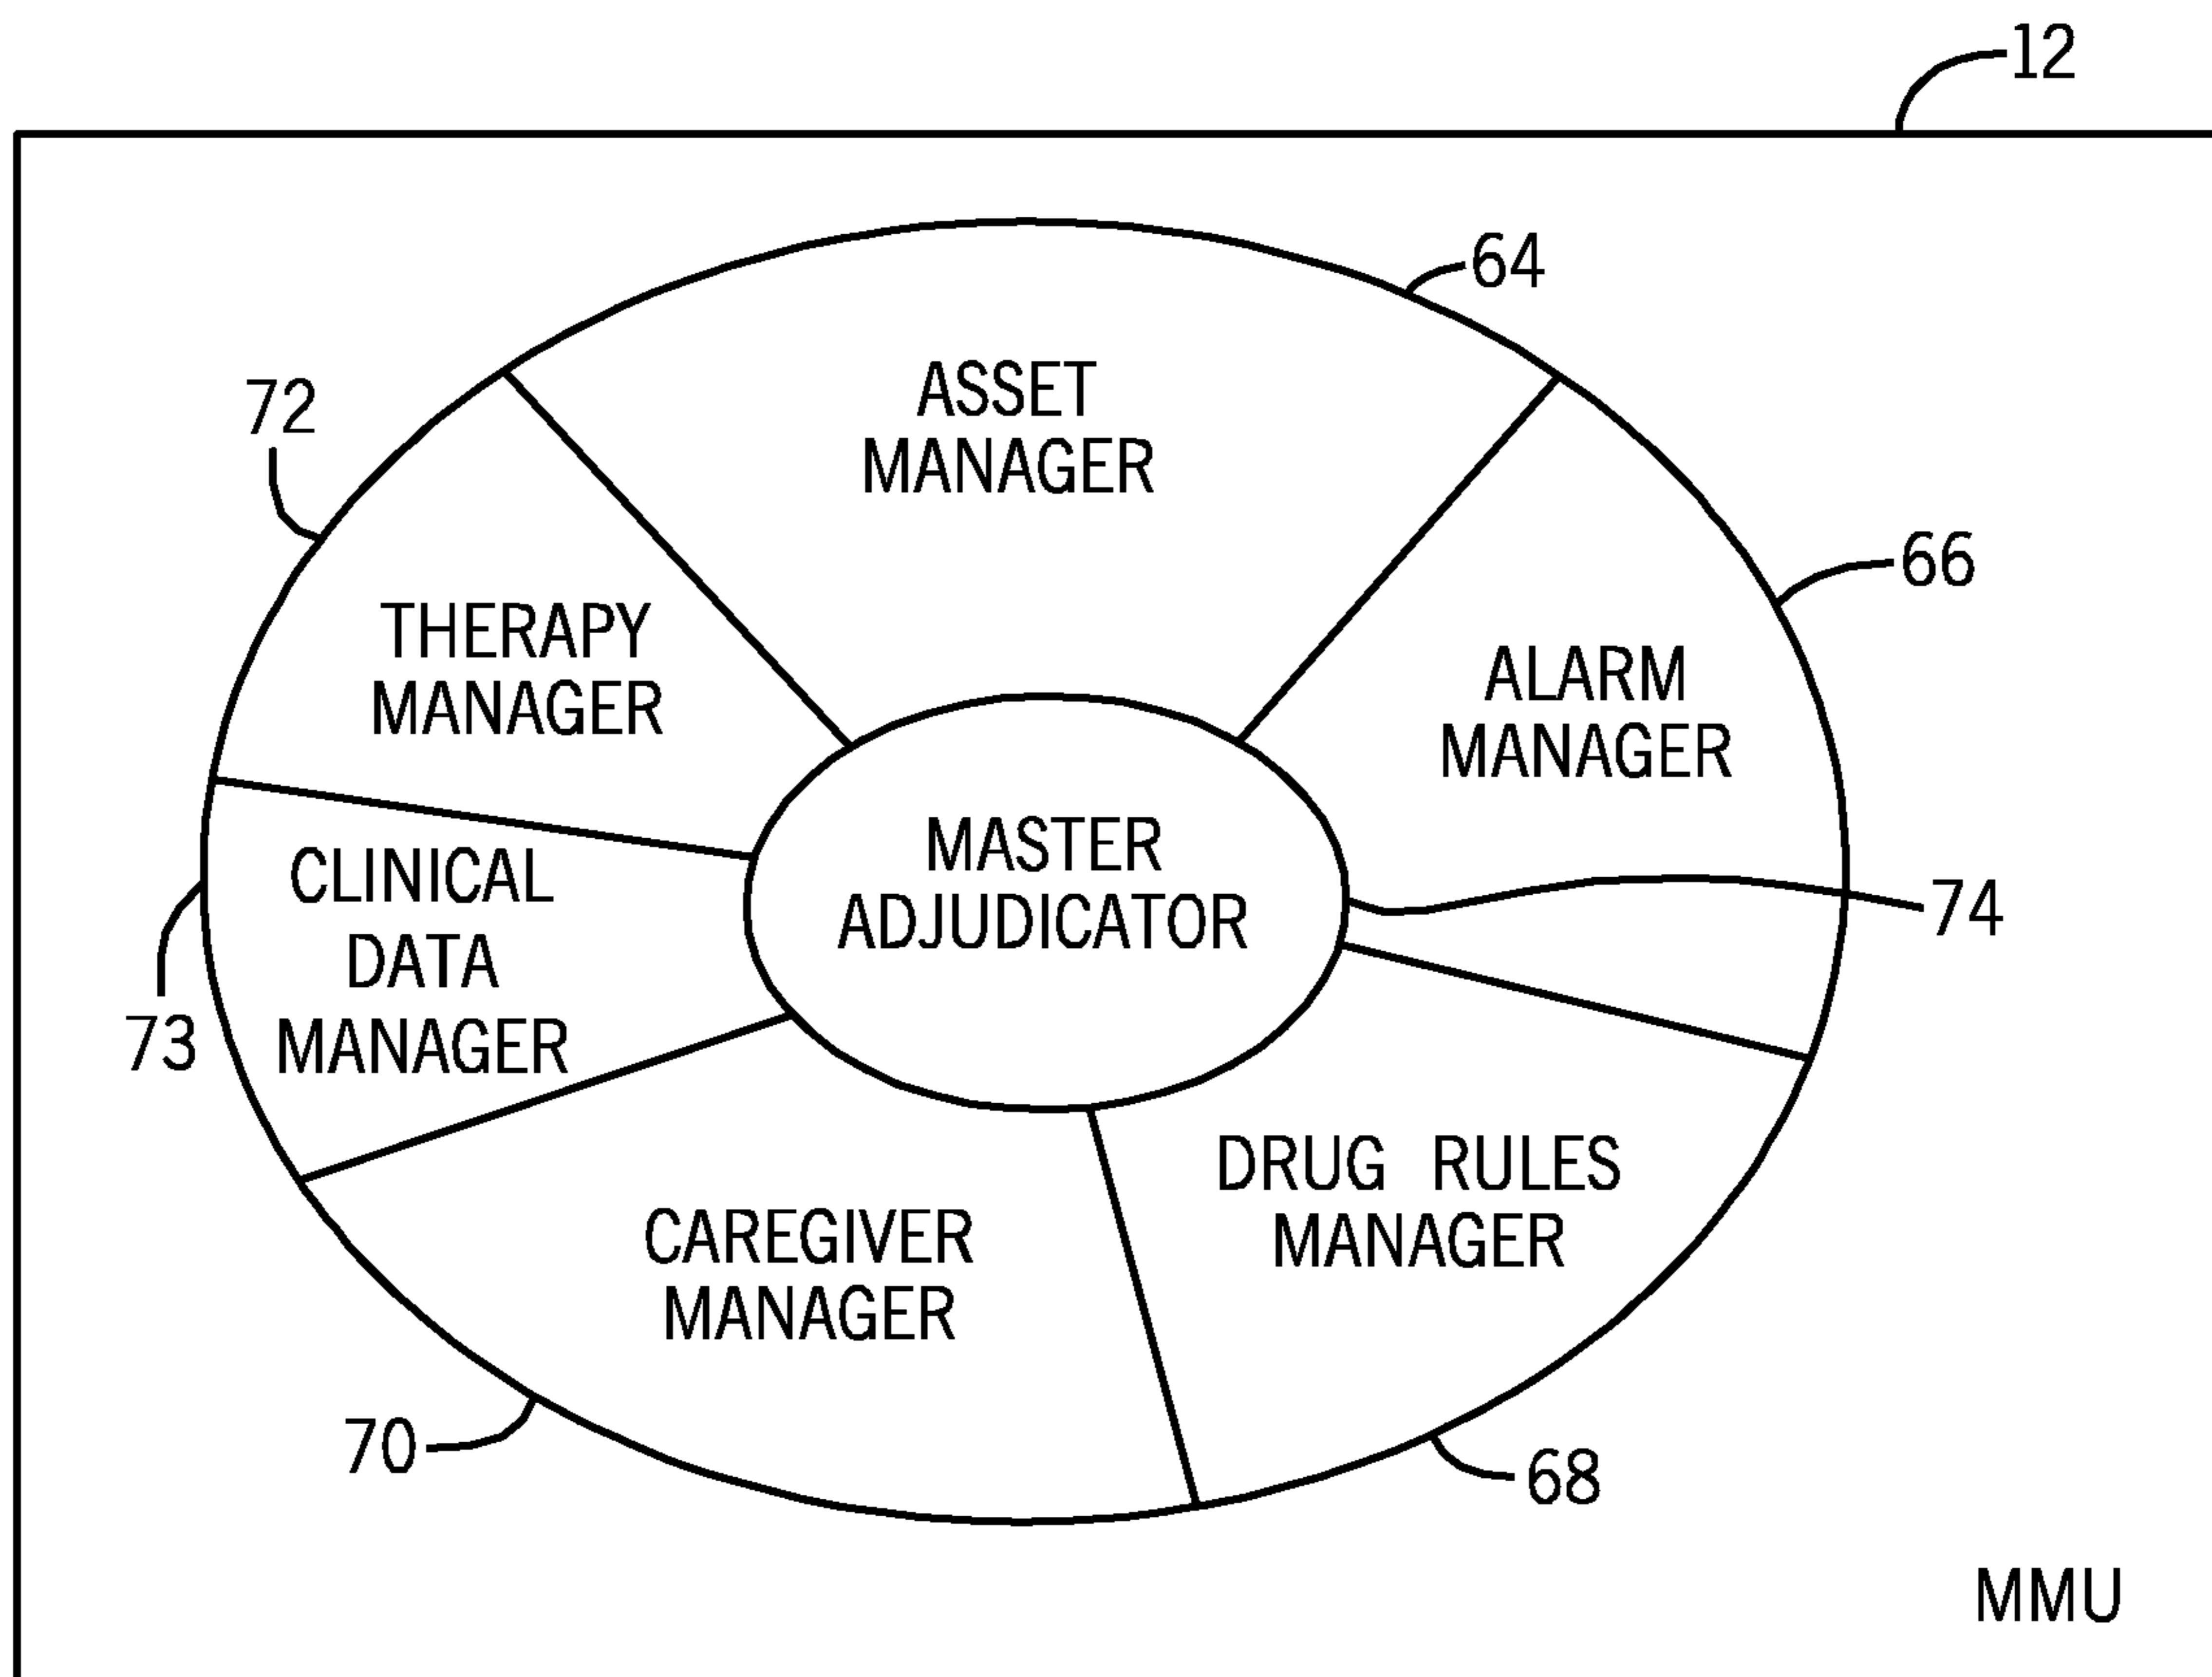 12
64
ASSET
MANAGER
72
66
THERAPY
MANAGER
ALARM
MANAGER
MASTER
ADJUDICATOR
CLINICAL
DATA
MANAGER
74
73
DRUG RULES
MANAGER
CAREGIVER
MANAGER
70
68
MMU